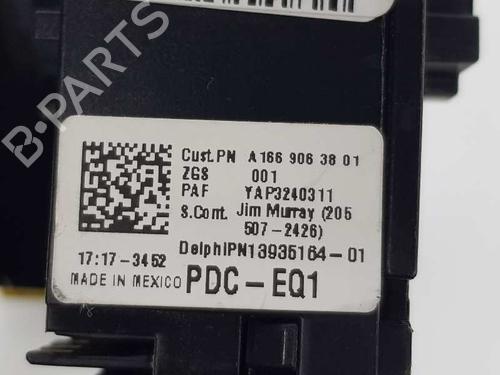 B-PARTS
Cust.PN A166 906 38 01
ZGS 001
PAF YAP3240311
S.Cont. Jim Murray (205
507-2426)
DelphiPN13935164-01
17:17-3452
MADE IN MEXICO PDC-EQ1